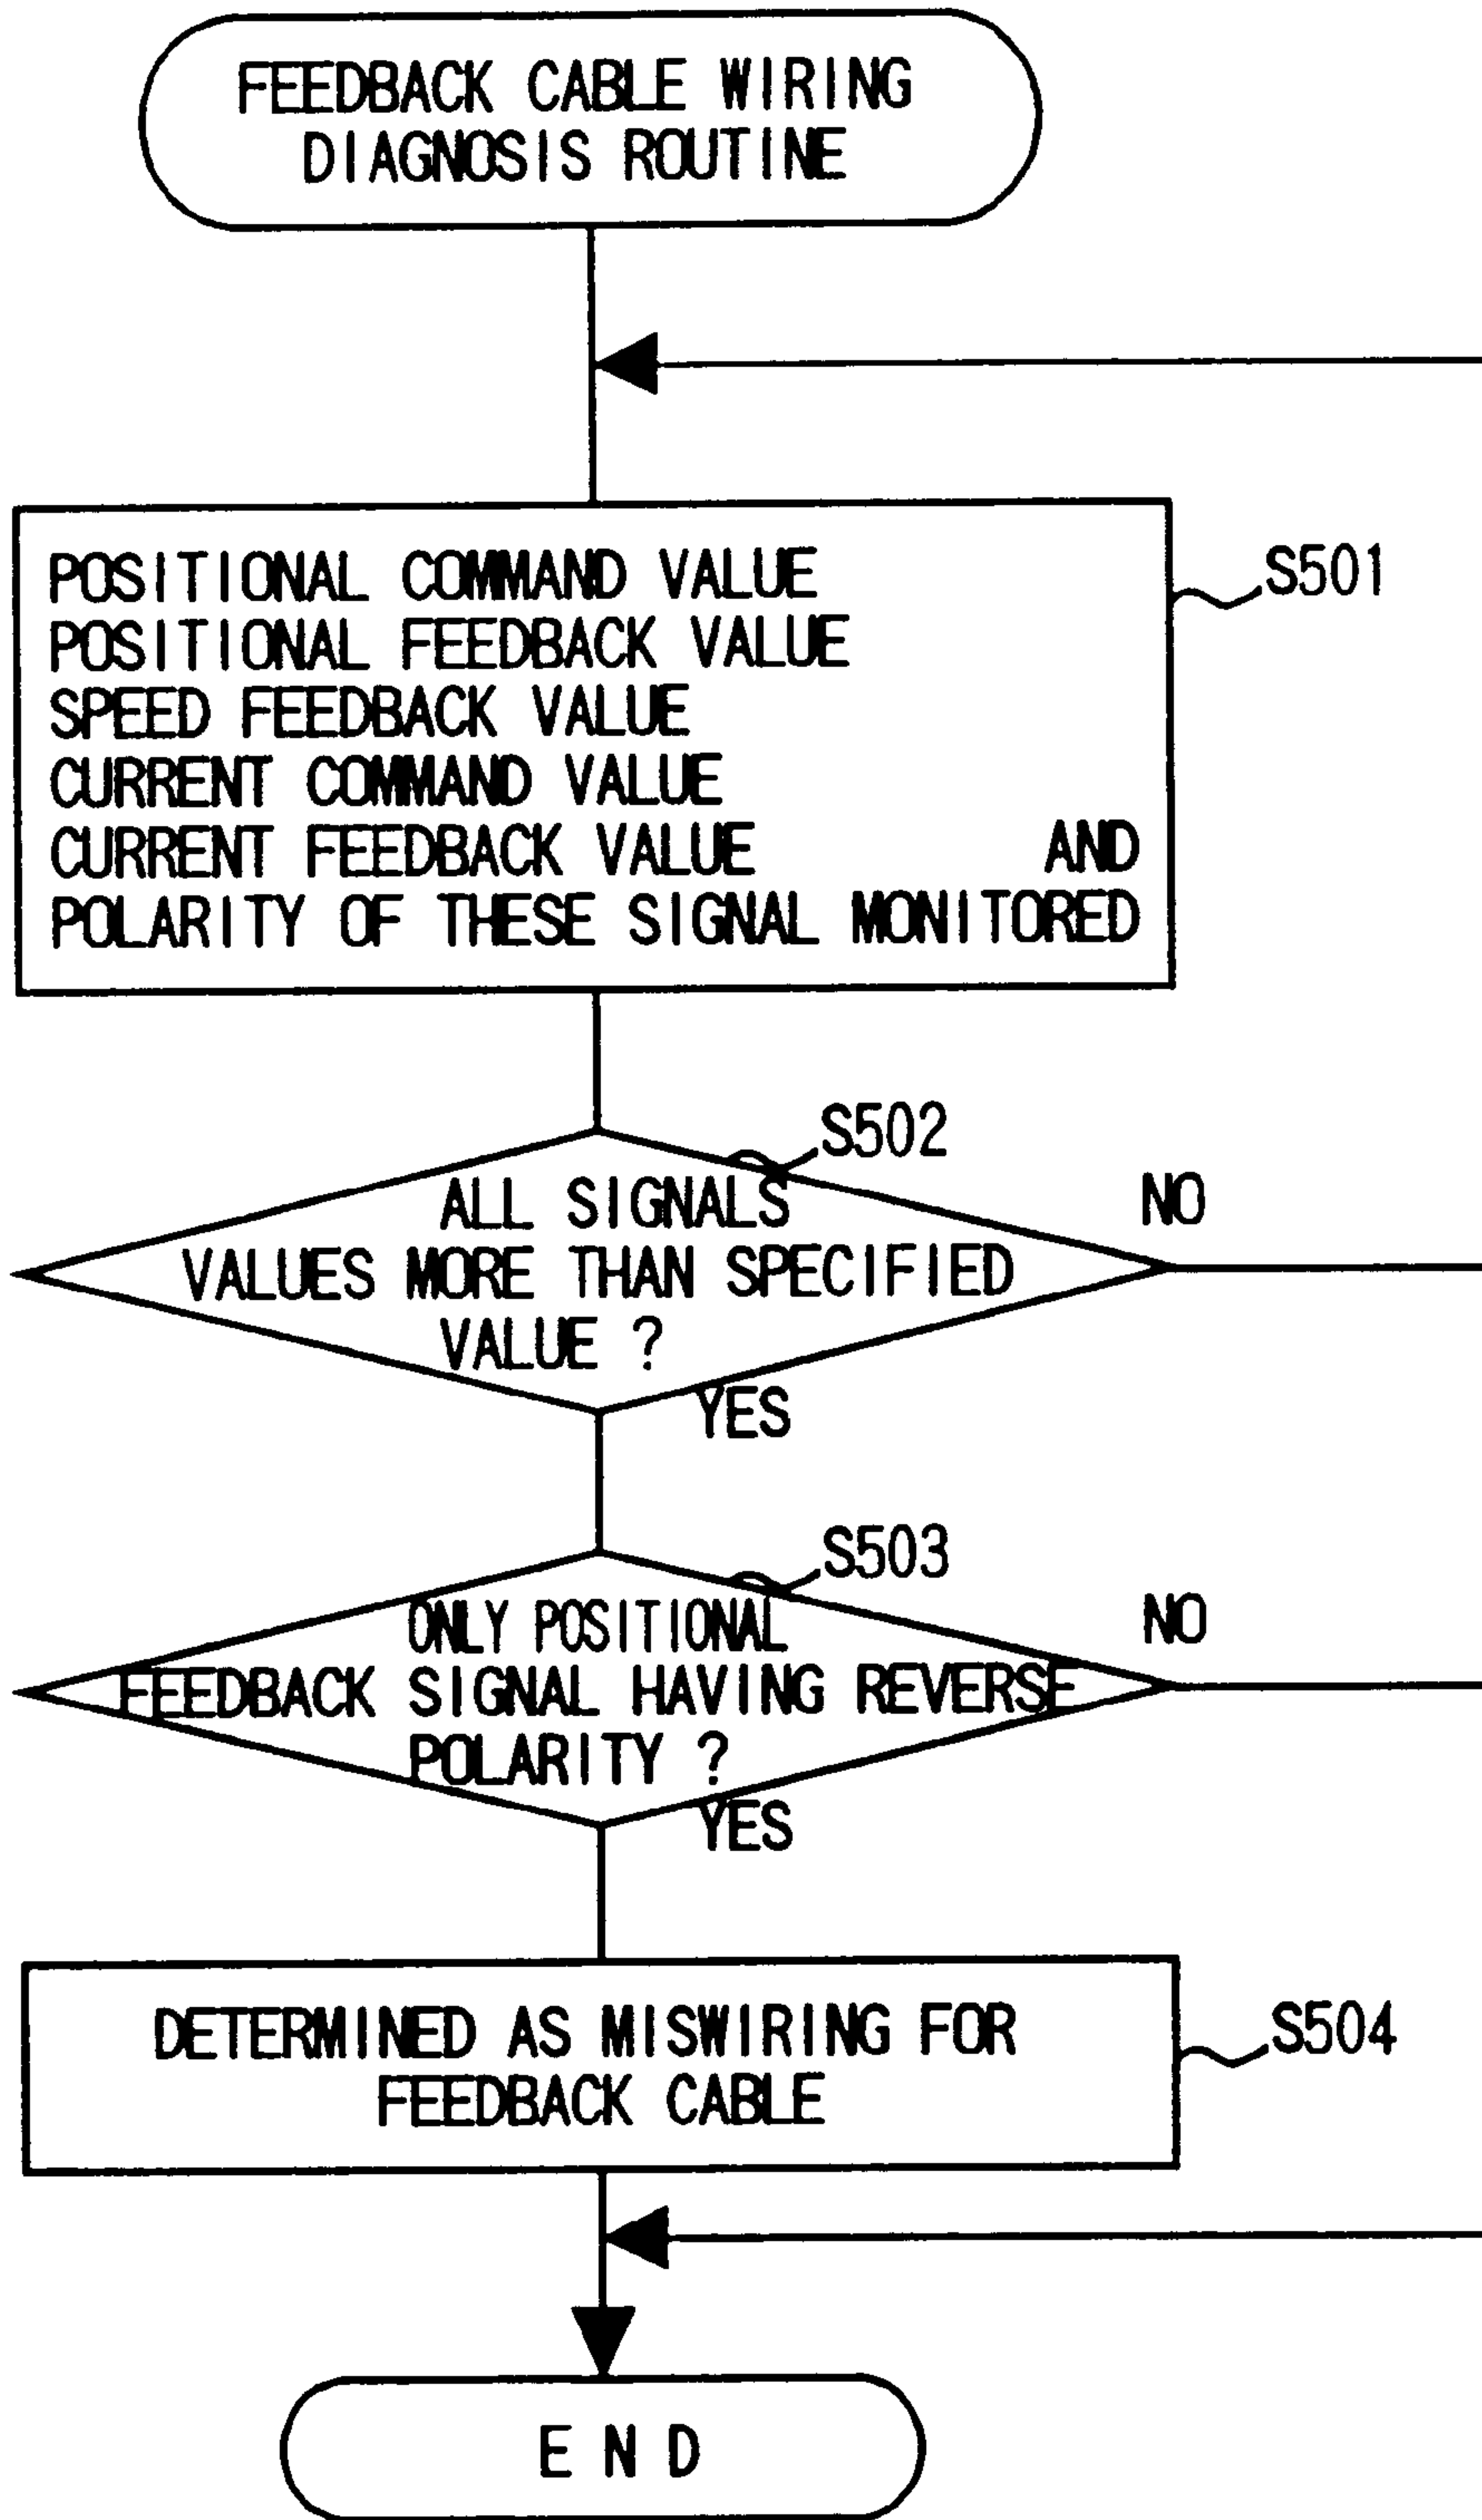 FEEDBACK CABLE WIRING
DIAGNOSIS ROUTINE
POSITIONAL COMMAND VALUE
POSITIONAL FEEDBACK VALUE
SPEED FEEDBACK VALUE
CURRENT COMMAND VALUE
CURRENT FEEDBACK VALUE AND
POLARITY OF THESE SIGNAL MONITORED
S501
S502
ALL SIGNALS
VALUES MORE THAN SPECIFIED
VALUE ?
NO
YES
S503
ONLY POSITIONAL
FEEDBACK SIGNAL HAVING REVERSE
POLARITY ?
NO
YES
DETERMINED AS MISWIRING FOR
FEEDBACK CABLE
S504
END